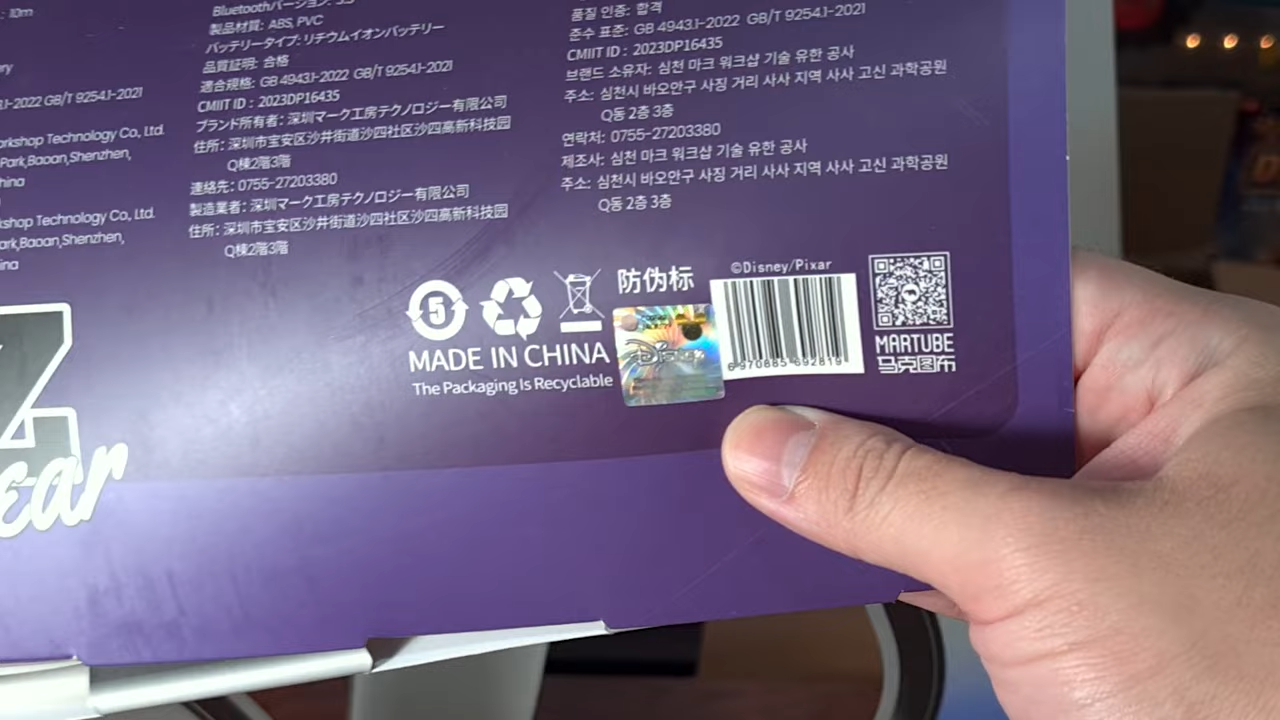 : 10m
J-2022 GB/T 9254.1-2021
rkshop Technology Co., Ltd.
Park, Baoan, Shenzhen,
hina
kshop Technology Co., Ltd.
ark, Baoan, Shenzhen,
ina
Bluetoothバージョン: 5.3
製品材質: ABS, PVC
バッテリータイプ: リチウムイオンバッテリー
品質証明: 合格
適合規格: GB 4943.1-2022 GB/T 9254.1-2021
CMIIT ID : 2023DP16435
ブランド所有者: 深圳マーク工房テクノロジー有限公司
住所: 深圳市宝安区沙井街道沙四社区沙四高新科技园
Q棟2階3階
連絡先: 0755-27203380
製造業者: 深圳マーク工房テクノロジー有限公司
住所: 深圳市宝安区沙井街道沙四社区沙四高新科技园
Q棟2階3階
품질 인증: 합격
준수 표준: GB 4943.1-2022 GB/T 9254.1-2021
CMIIT ID : 2023DP16435
브랜드 소유자: 심천 마크 워크샵 기술 유한 공사
주소: 심천시 바오안구 사징 거리 사사 지역 사사 고신 과학공원
Q동 2층 3층
연락처: 0755-27203380
제조사: 심천 마크 워크샵 기술 유한 공사
주소: 심천시 바오안구 사징 거리 사사 지역 사사 고신 과학공원
Q동 2층 3층
5
MADE IN CHINA
The Packaging Is Recyclable
防伪标
Disney
©Disney/Pixar
6 970885 692819
MARTUBE
马克图布
Z
ear